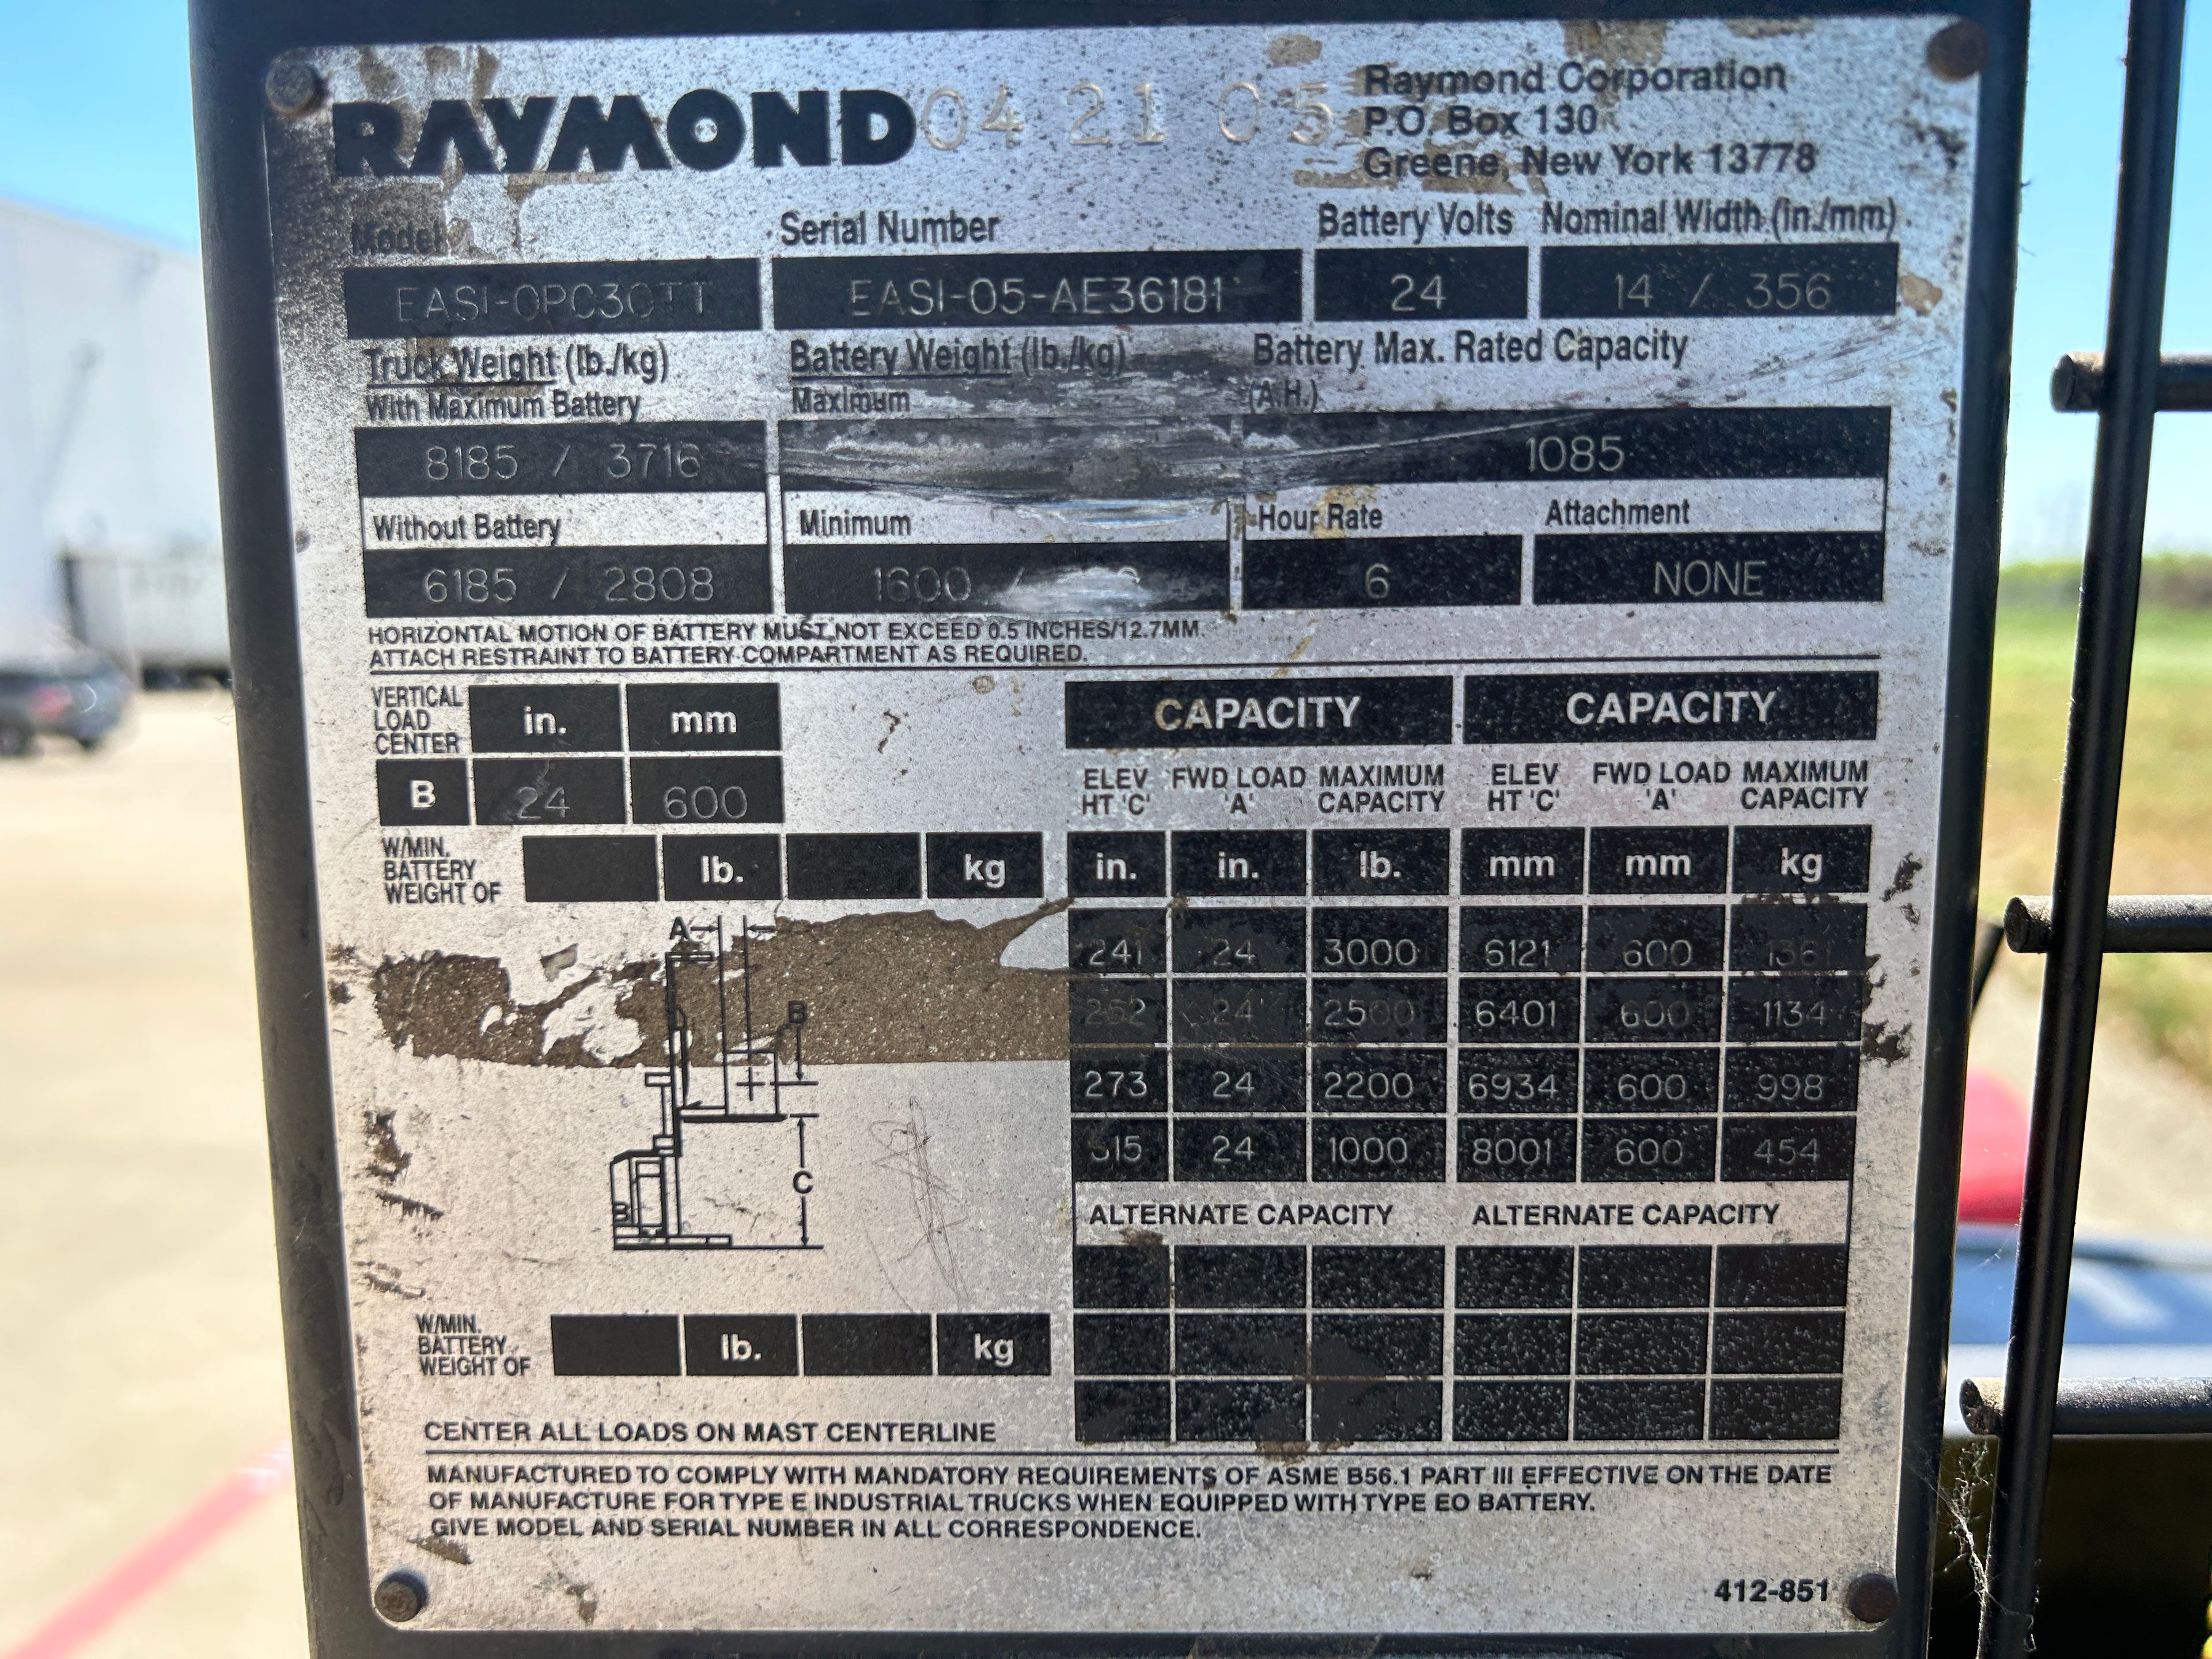 RAYMOND 04 21 05
Raymond Corporation
P.O. Box 130
Greene, New York 13778
Model Serial Number Battery Volts Nominal Width (in./mm)
EASI-OPC30TT EASI-05-AE36181 24 14 / 356
Truck Weight (lb./kg) Battery Weight (lb./kg) Battery Max. Rated Capacity
With Maximum Battery Maximum (A.H.)
8185 / 3716 1085
Without Battery Minimum Hour Rate Attachment
6185 / 2808 1600 / 6 NONE
HORIZONTAL MOTION OF BATTERY MUST NOT EXCEED 0.5 INCHES/12.7MM.
ATTACH RESTRAINT TO BATTERY COMPARTMENT AS REQUIRED.
VERTICAL
LOAD
CENTER
in. mm
B 24 600
W/MIN.
BATTERY
WEIGHT OF
lb. kg
CAPACITY CAPACITY
ELEV FWD LOAD MAXIMUM ELEV FWD LOAD MAXIMUM
HT 'C' 'A' CAPACITY HT 'C' 'A' CAPACITY
in. in. lb. mm mm kg
241 24 3000 6121 600 1361
24 2500 6401 600 1134
273 24 2200 6934 600 998
24 1000 8001 600 454
ALTERNATE CAPACITY ALTERNATE CAPACITY
A
B
C
W/MIN.
BATTERY
WEIGHT OF
lb. kg
CENTER ALL LOADS ON MAST CENTERLINE
MANUFACTURED TO COMPLY WITH MANDATORY REQUIREMENTS OF ASME B56.1 PART III EFFECTIVE ON THE DATE
OF MANUFACTURE FOR TYPE E INDUSTRIAL TRUCKS WHEN EQUIPPED WITH TYPE EO BATTERY.
GIVE MODEL AND SERIAL NUMBER IN ALL CORRESPONDENCE.
412-851